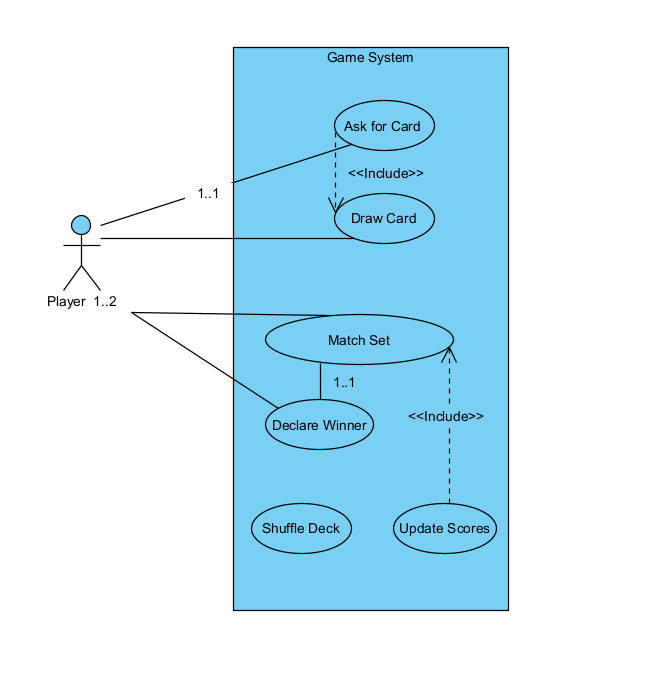 Game System
Ask for Card
<<Include>>
1..1
Draw Card
Player 1..2
Match Set
1..1
<<Include>>
Declare Winner
Shuffle Deck
Update Scores